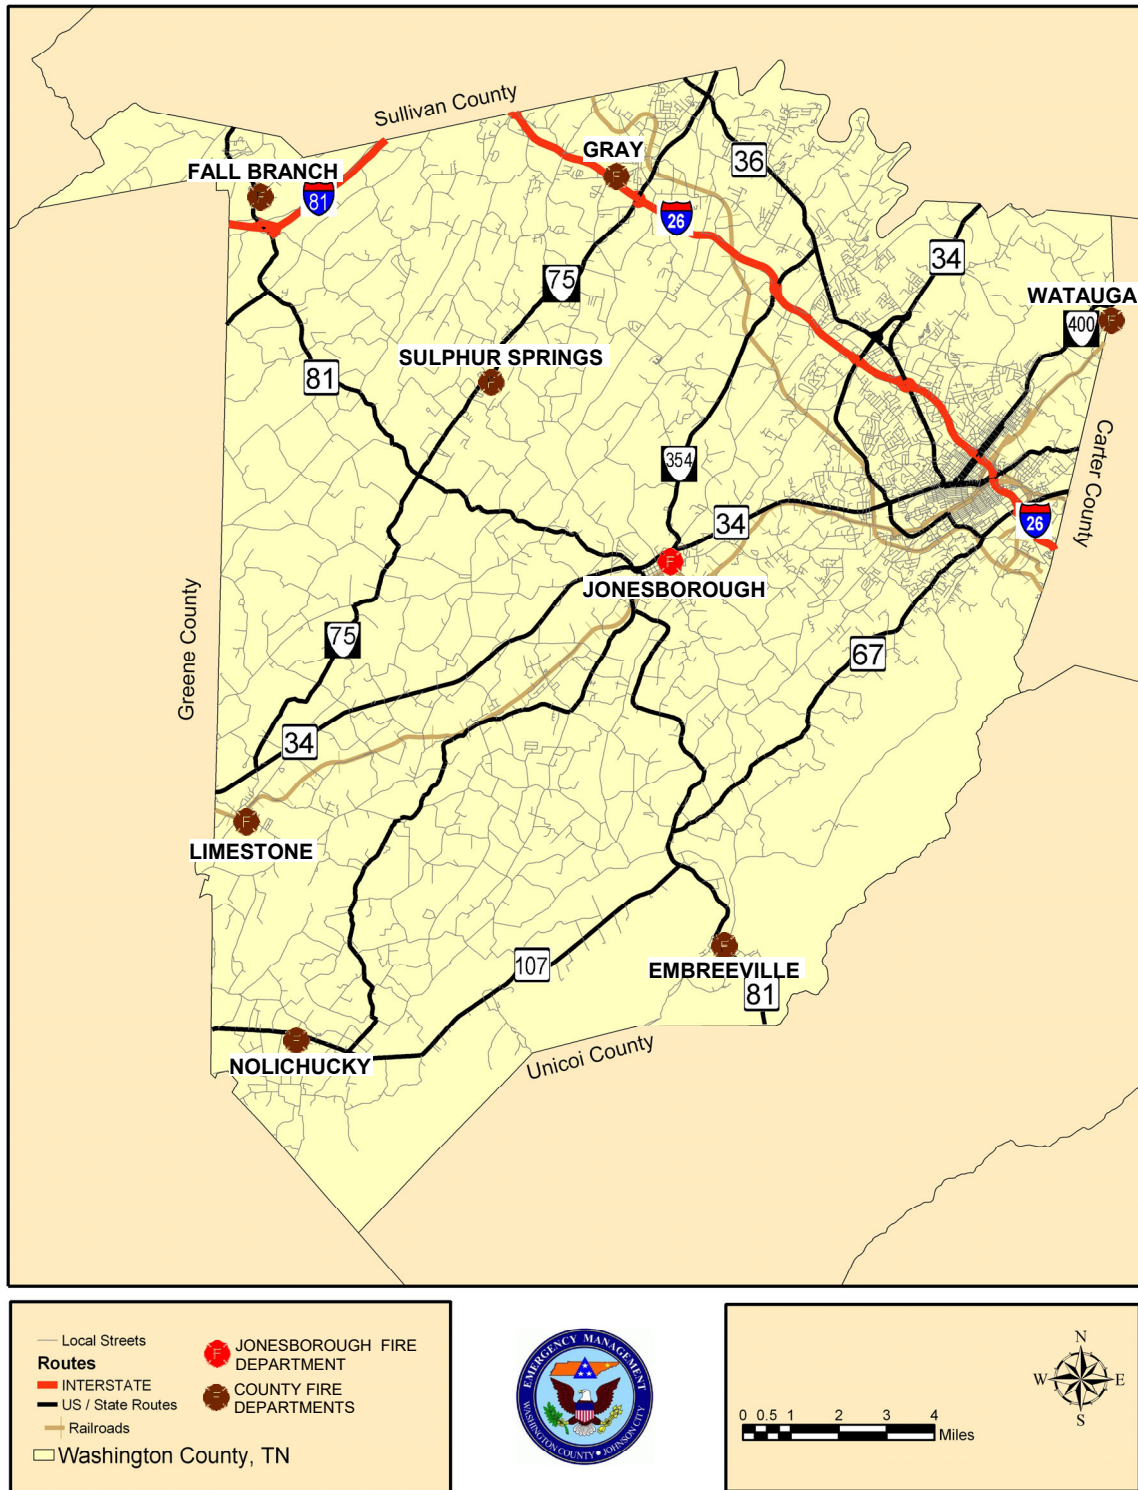 Sullivan County
FALL BRANCH
81
GRAY
36
26
34
WATAUGA
400
75
SULPHUR SPRINGS
81
354
Carter County
34
26
JONESBOROUGH
Greene County
75
67
34
LIMESTONE
107
EMBREEVILLE
81
NOLICHUCKY
Unicoi County
Local Streets
Routes
INTERSTATE
US / State Routes
Railroads
Washington County, TN
F JONESBOROUGH FIRE
DEPARTMENT
F COUNTY FIRE
DEPARTMENTS
EMERGENCY MANAGEMENT
WASHINGTON COUNTY • JOHNSON CITY
N
W E
S
0 0.5 1 2 3 4
Miles